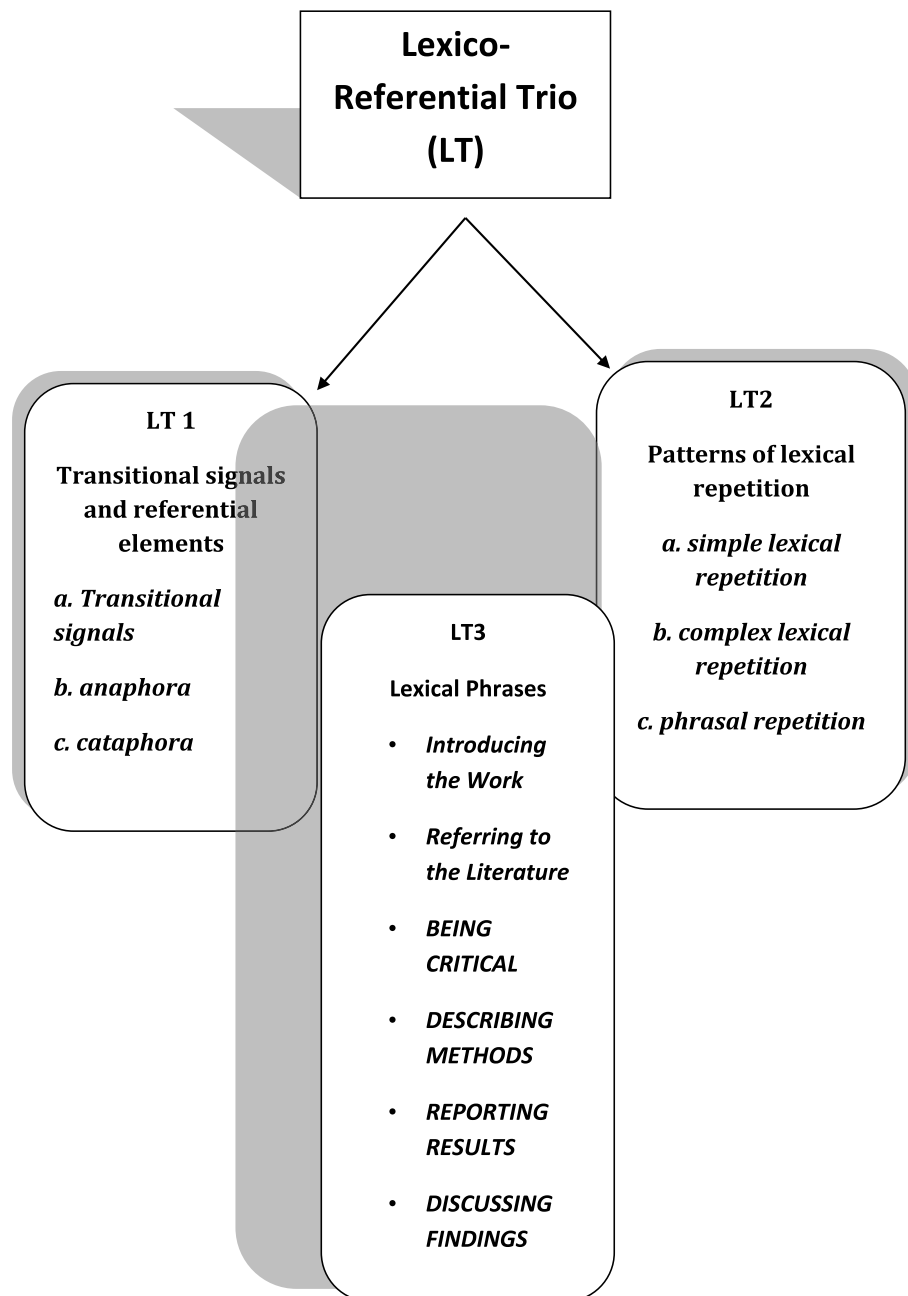 Lexico-
Referential Trio
(LT)
LT 1
Transitional signals
and referential
elements
a. Transitional
signals
b. anaphora
c. cataphora
LT2
Patterns of lexical
repetition
a. simple lexical
repetition
b. complex lexical
repetition
c. phrasal repetition
LT3
Lexical Phrases
• Introducing
the Work
• Referring to
the Literature
• BEING
CRITICAL
• DESCRIBING
METHODS
• REPORTING
RESULTS
• DISCUSSING
FINDINGS